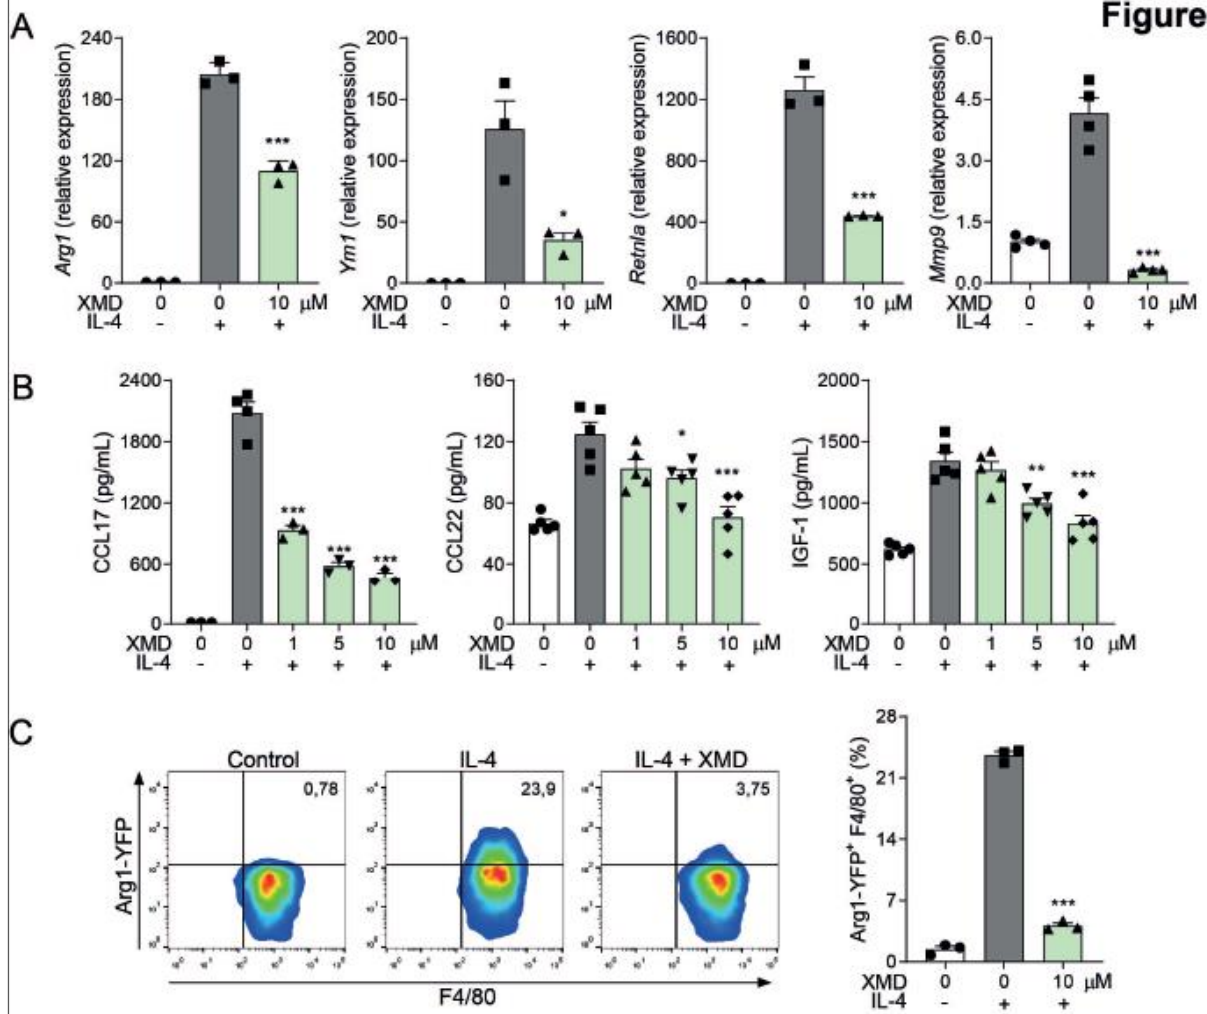 Figure
A
Arg1 (relative expression)
240
180
120
60
0
***
XMD 0 0 10 μM
IL-4 - + +
Ym1 (relative expression)
200
150
100
50
0
*
0 0 10 μM
- + +
Retnla (relative expression)
1600
1200
800
400
0
***
XMD 0 0 10 μM
IL-4 - + +
Mmp9 (relative expression)
6.0
4.5
3.0
1.5
0.0
***
XMD 0 0 10 μM
IL-4 - + +
B
CCL17 (pg/mL)
2400
1800
1200
600
0
*** *** ***
XMD 0 0 1 5 10 μM
IL-4 - + + + +
CCL22 (pg/mL)
160
120
80
40
0
* ***
XMD 0 0 1 5 10 μM
IL-4 - + + + +
IGF-1 (pg/mL)
2000
1500
1000
500
0
** ***
XMD 0 0 1 5 10 μM
IL-4 - + + + +
C
Control IL-4 IL-4 + XMD
0,78 23,9 3,75
Arg1-YFP
F4/80
Arg1-YFP⁺ F4/80⁺ (%)
28
21
14
7
0
***
XMD 0 0 10 μM
IL-4 - + +